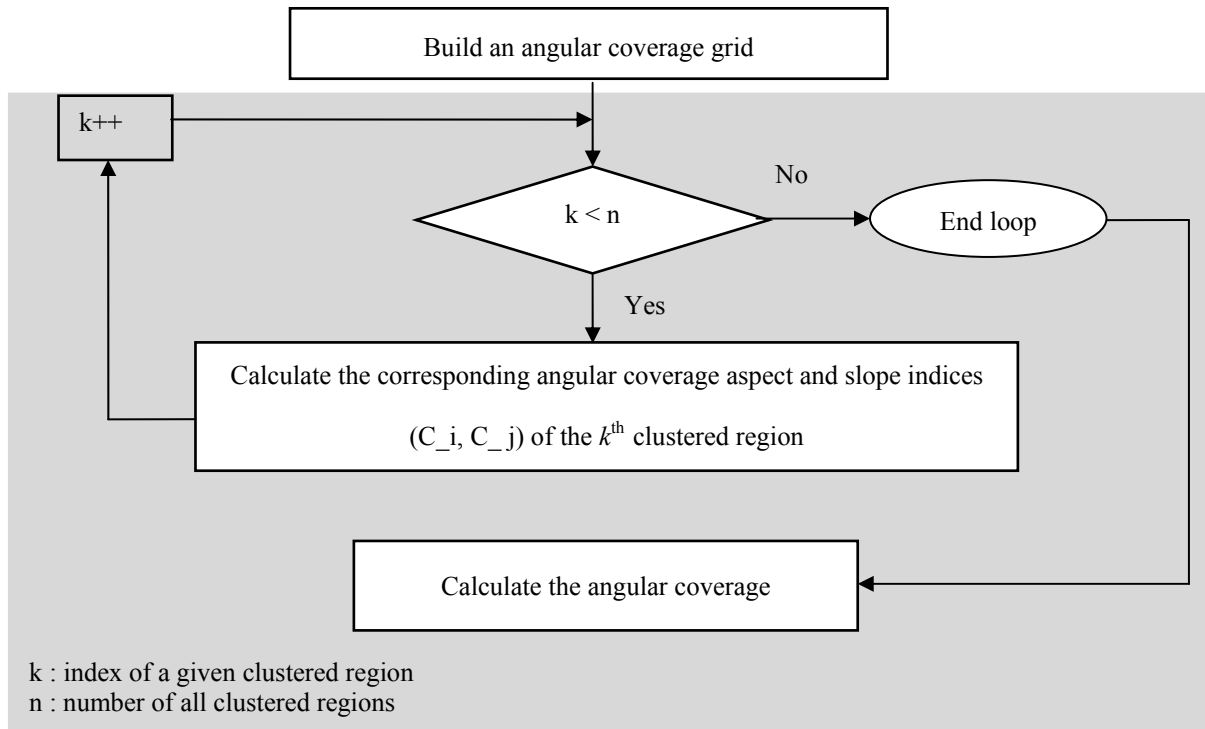 Build an angular coverage grid
k++
No
k < n
End loop
Yes
Calculate the corresponding angular coverage aspect and slope indices
(C_i, C_ j) of the kth clustered region
Calculate the angular coverage
k : index of a given clustered region
n : number of all clustered regions